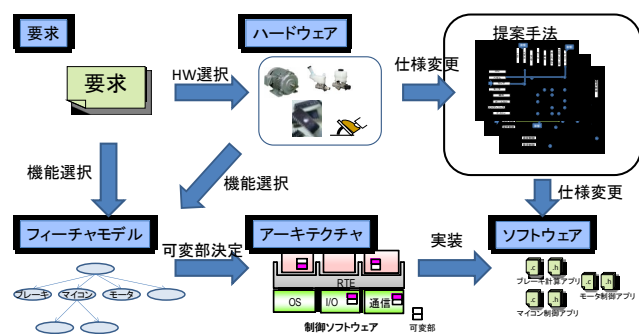 要求
ハードウェア
提案手法
要求
HW選択
仕様変更
機能選択
機能選択
仕様変更
フィーチャモデル
可変部決定
アーキテクチャ
実装
ソフトウェア
ブレーキ
マイコン
モータ
RTE
OS
I/O
通信
制御ソフトウェア
可変部
.c
.h
ブレーキ計算アプリ
.c
.h
モータ制御アプリ
.c
.h
マイコン制御アプリ